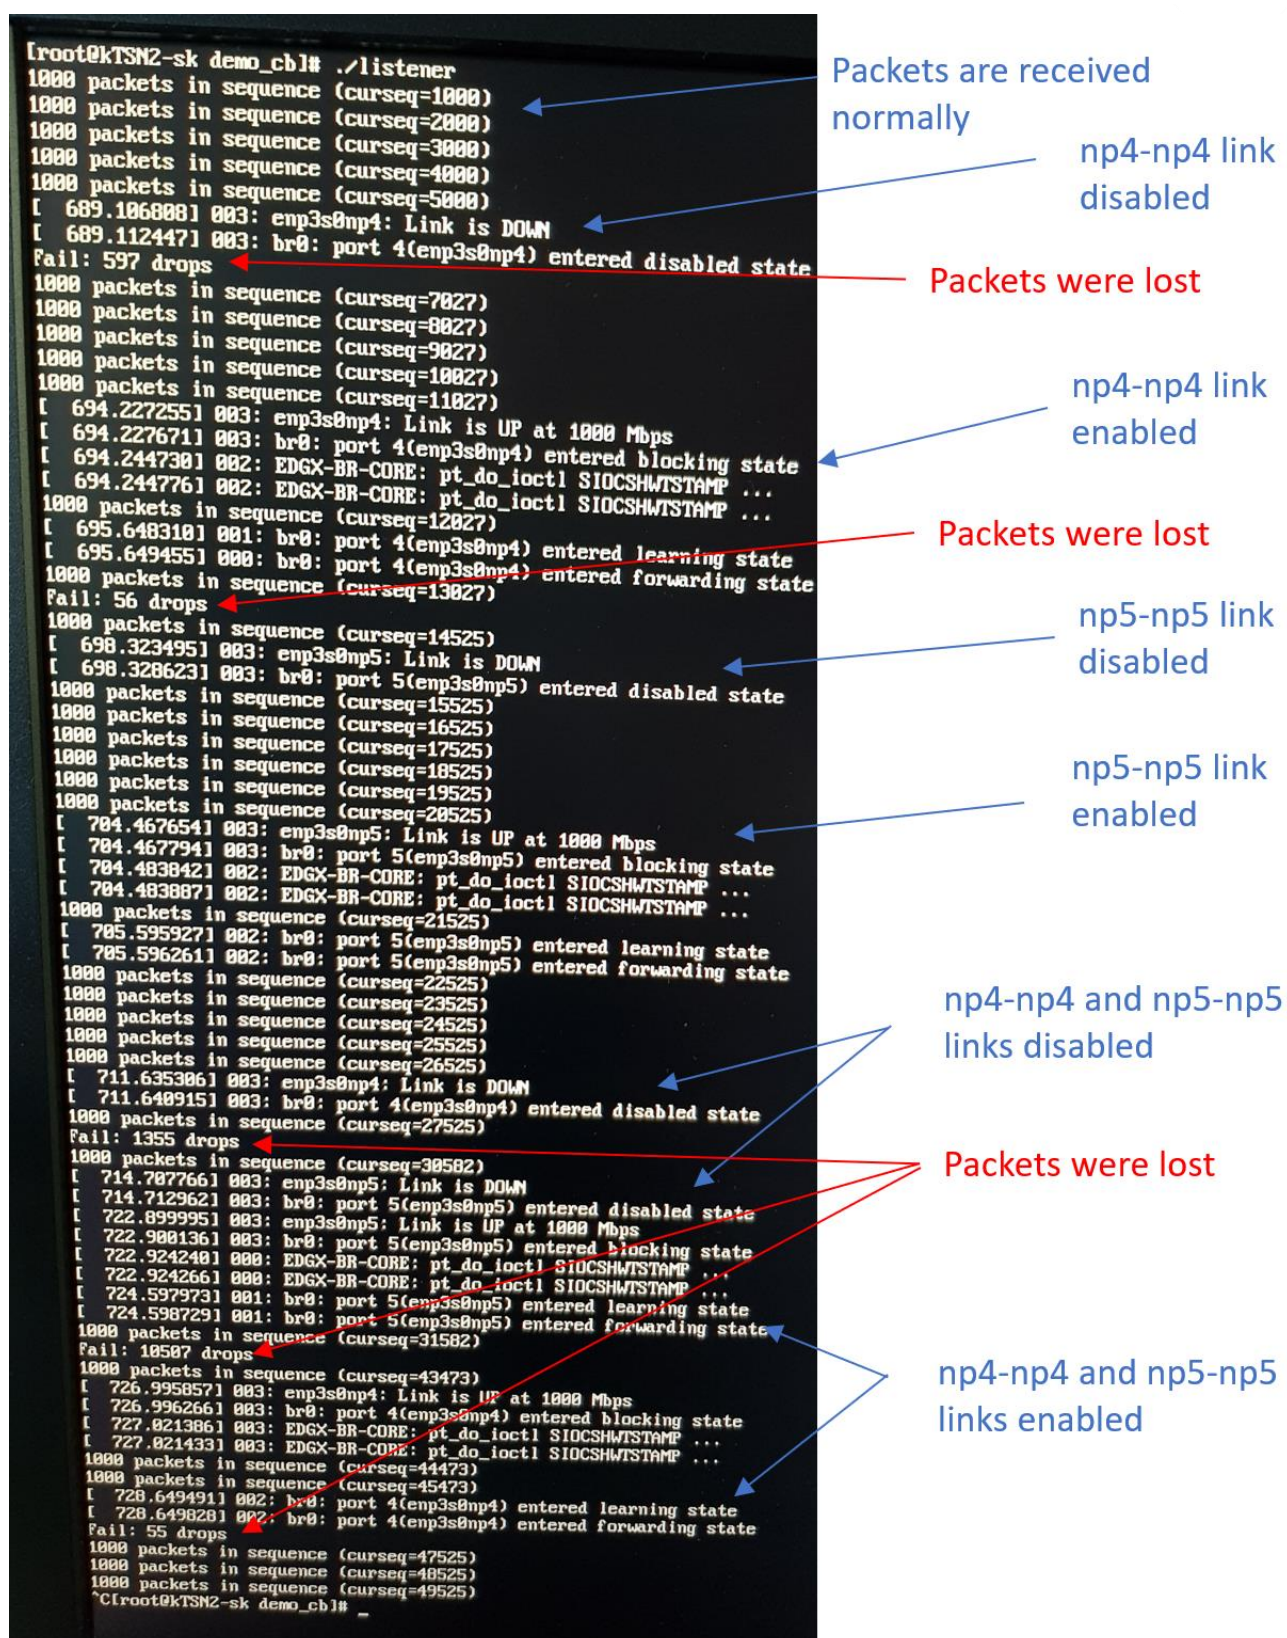 [root@kTSN2-sk demo_cb]# ./listener
1000 packets in sequence (curseq=1000)
1000 packets in sequence (curseq=2000)
1000 packets in sequence (curseq=3000)
1000 packets in sequence (curseq=4000)
1000 packets in sequence (curseq=5000)
[  689.106808] 003: enp3s0np4: Link is DOWN
[  689.112447] 003: br0: port 4(enp3s0np4) entered disabled state
Fail: 597 drops
1000 packets in sequence (curseq=7027)
1000 packets in sequence (curseq=8027)
1000 packets in sequence (curseq=9027)
1000 packets in sequence (curseq=10027)
1000 packets in sequence (curseq=11027)
[  694.227255] 003: enp3s0np4: Link is UP at 1000 Mbps
[  694.227671] 003: br0: port 4(enp3s0np4) entered blocking state
[  694.244730] 002: EDGX-BR-CORE: pt_do_ioctl SIOCSHWTSTAMP ...
[  694.244776] 002: EDGX-BR-CORE: pt_do_ioctl SIOCSHWTSTAMP ...
1000 packets in sequence (curseq=12027)
[  695.648310] 001: br0: port 4(enp3s0np4) entered learning state
[  695.649455] 000: br0: port 4(enp3s0np4) entered forwarding state
1000 packets in sequence (curseq=13027)
Fail: 56 drops
1000 packets in sequence (curseq=14525)
[  698.323495] 003: enp3s0np5: Link is DOWN
[  698.328623] 003: br0: port 5(enp3s0np5) entered disabled state
1000 packets in sequence (curseq=15525)
1000 packets in sequence (curseq=16525)
1000 packets in sequence (curseq=17525)
1000 packets in sequence (curseq=18525)
1000 packets in sequence (curseq=19525)
1000 packets in sequence (curseq=20525)
[  704.467654] 003: enp3s0np5: Link is UP at 1000 Mbps
[  704.467794] 003: br0: port 5(enp3s0np5) entered blocking state
[  704.483842] 002: EDGX-BR-CORE: pt_do_ioctl SIOCSHWTSTAMP ...
[  704.483887] 002: EDGX-BR-CORE: pt_do_ioctl SIOCSHWTSTAMP ...
1000 packets in sequence (curseq=21525)
[  705.595927] 002: br0: port 5(enp3s0np5) entered learning state
[  705.596261] 002: br0: port 5(enp3s0np5) entered forwarding state
1000 packets in sequence (curseq=22525)
1000 packets in sequence (curseq=23525)
1000 packets in sequence (curseq=24525)
1000 packets in sequence (curseq=25525)
1000 packets in sequence (curseq=26525)
[  711.635306] 003: enp3s0np4: Link is DOWN
[  711.640915] 003: br0: port 4(enp3s0np4) entered disabled state
1000 packets in sequence (curseq=27525)
Fail: 1355 drops
1000 packets in sequence (curseq=30582)
[  714.707766] 003: enp3s0np5: Link is DOWN
[  714.712962] 003: br0: port 5(enp3s0np5) entered disabled state
[  722.899995] 003: enp3s0np5: Link is UP at 1000 Mbps
[  722.900136] 003: br0: port 5(enp3s0np5) entered blocking state
[  722.924240] 000: EDGX-BR-CORE: pt_do_ioctl SIOCSHWTSTAMP ...
[  722.924266] 000: EDGX-BR-CORE: pt_do_ioctl SIOCSHWTSTAMP ...
[  724.597973] 001: br0: port 5(enp3s0np5) entered learning state
[  724.598729] 001: br0: port 5(enp3s0np5) entered forwarding state
1000 packets in sequence (curseq=31582)
Fail: 10507 drops
1000 packets in sequence (curseq=43473)
[  726.995857] 003: enp3s0np4: Link is UP at 1000 Mbps
[  726.996266] 003: br0: port 4(enp3s0np4) entered blocking state
[  727.021386] 003: EDGX-BR-CORE: pt_do_ioctl SIOCSHWTSTAMP ...
[  727.021433] 003: EDGX-BR-CORE: pt_do_ioctl SIOCSHWTSTAMP ...
1000 packets in sequence (curseq=44473)
1000 packets in sequence (curseq=45473)
[  728.649491] 002: br0: port 4(enp3s0np4) entered learning state
[  728.649828] 002: br0: port 4(enp3s0np4) entered forwarding state
Fail: 55 drops
1000 packets in sequence (curseq=47525)
1000 packets in sequence (curseq=48525)
1000 packets in sequence (curseq=49525)
^C[root@kTSN2-sk demo_cb]# _
Packets are received
normally
np4-np4 link
disabled
Packets were lost
np4-np4 link
enabled
Packets were lost
np5-np5 link
disabled
np5-np5 link
enabled
np4-np4 and np5-np5
links disabled
Packets were lost
np4-np4 and np5-np5
links enabled